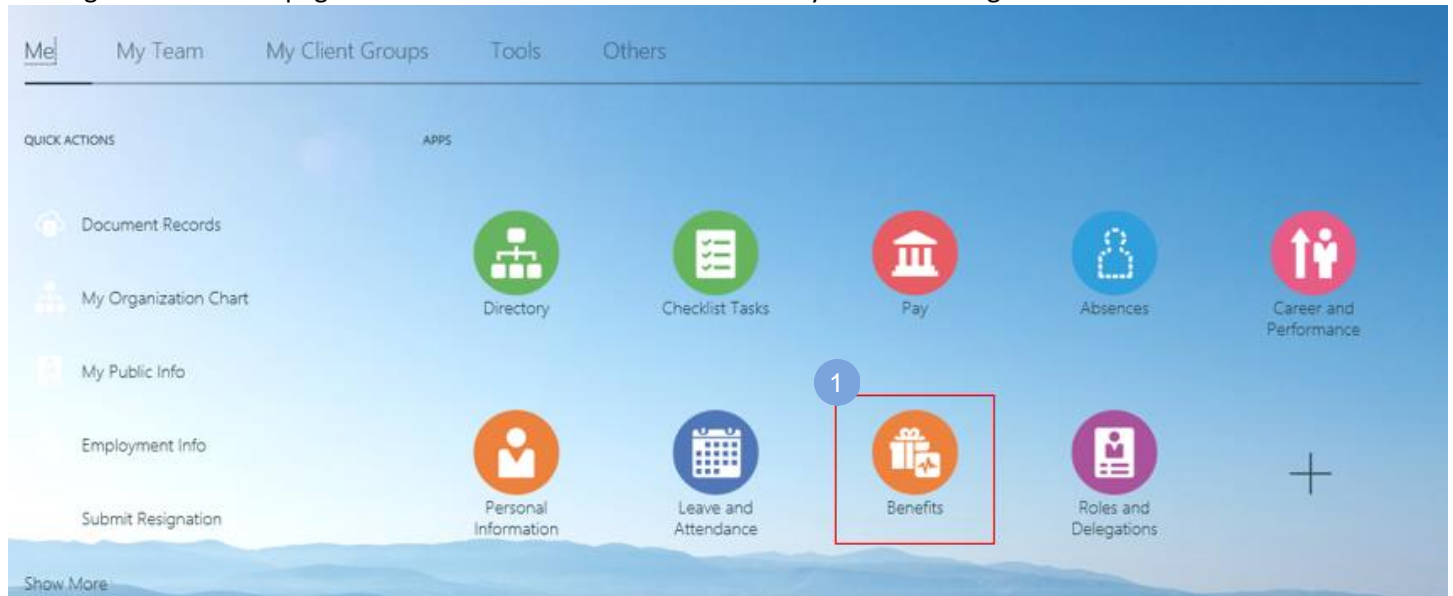 Me My Team My Client Groups Tools Others
QUICK ACTIONS
APPS
Document Records
My Organization Chart
My Public Info
Employment Info
Submit Resignation
Show More
Directory
Checklist Tasks
Pay
Absences
Career and
Performance
1
Personal
Information
Leave and
Attendance
Benefits
Roles and
Delegations